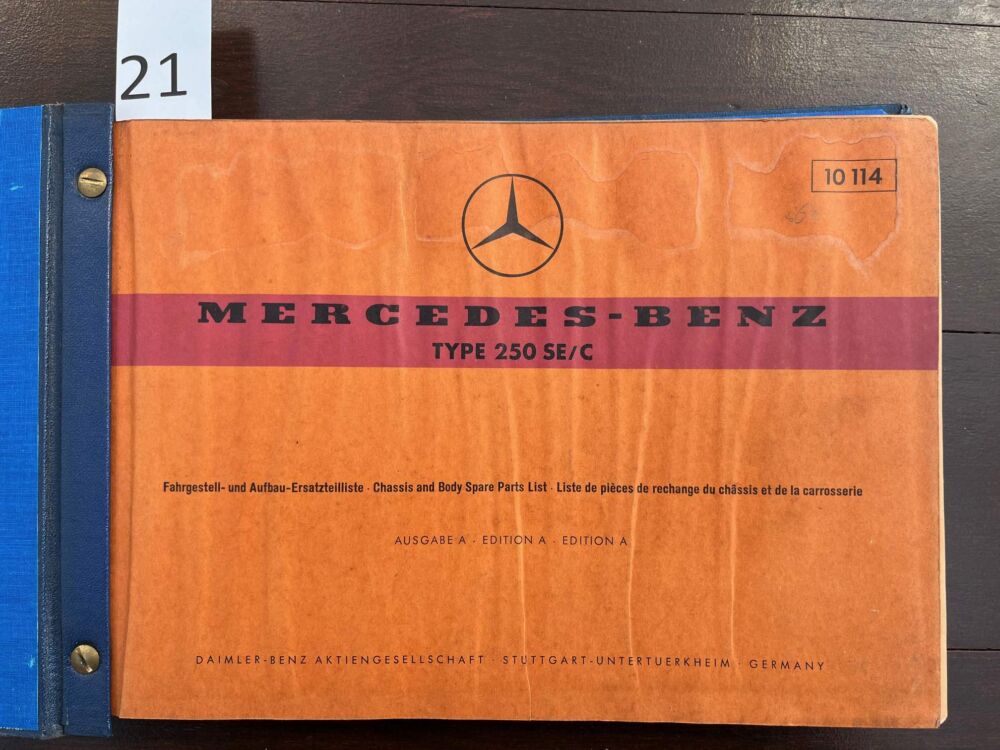 21
10 114
MERCEDES-BENZ
TYPE 250 SE/C
Fahrgestell- und Aufbau-Ersatzteilliste · Chassis and Body Spare Parts List · Liste de pièces de rechange du châssis et de la carrosserie
AUSGABE A · EDITION A · EDITION A
DAIMLER-BENZ AKTIENGESELLSCHAFT · STUTTGART-UNTERTUERKHEIM · GERMANY